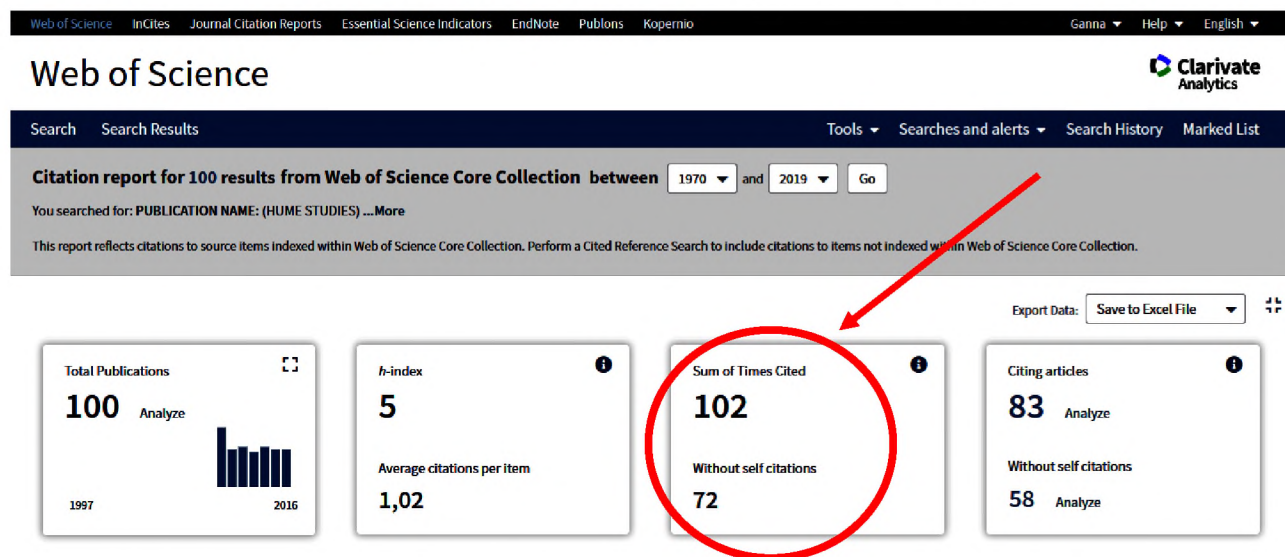 Web of Science InCites Journal Citation Reports Essential Science Indicators EndNote Publons Kopernio Ganna Help English
Web of Science
Clarivate
Analytics
Search Search Results Tools Searches and alerts Search History Marked List
Citation report for 100 results from Web of Science Core Collection between 1970 and 2019 Go
You searched for: PUBLICATION NAME: (HUME STUDIES) ...More
This report reflects citations to source items indexed within Web of Science Core Collection. Perform a Cited Reference Search to include citations to items not indexed within Web of Science Core Collection.
Export Data: Save to Excel File
Total Publications
100 Analyze
1997 2016
h-index
5
Average citations per item
1,02
Sum of Times Cited
102
Without self citations
72
Citing articles
83 Analyze
Without self citations
58 Analyze